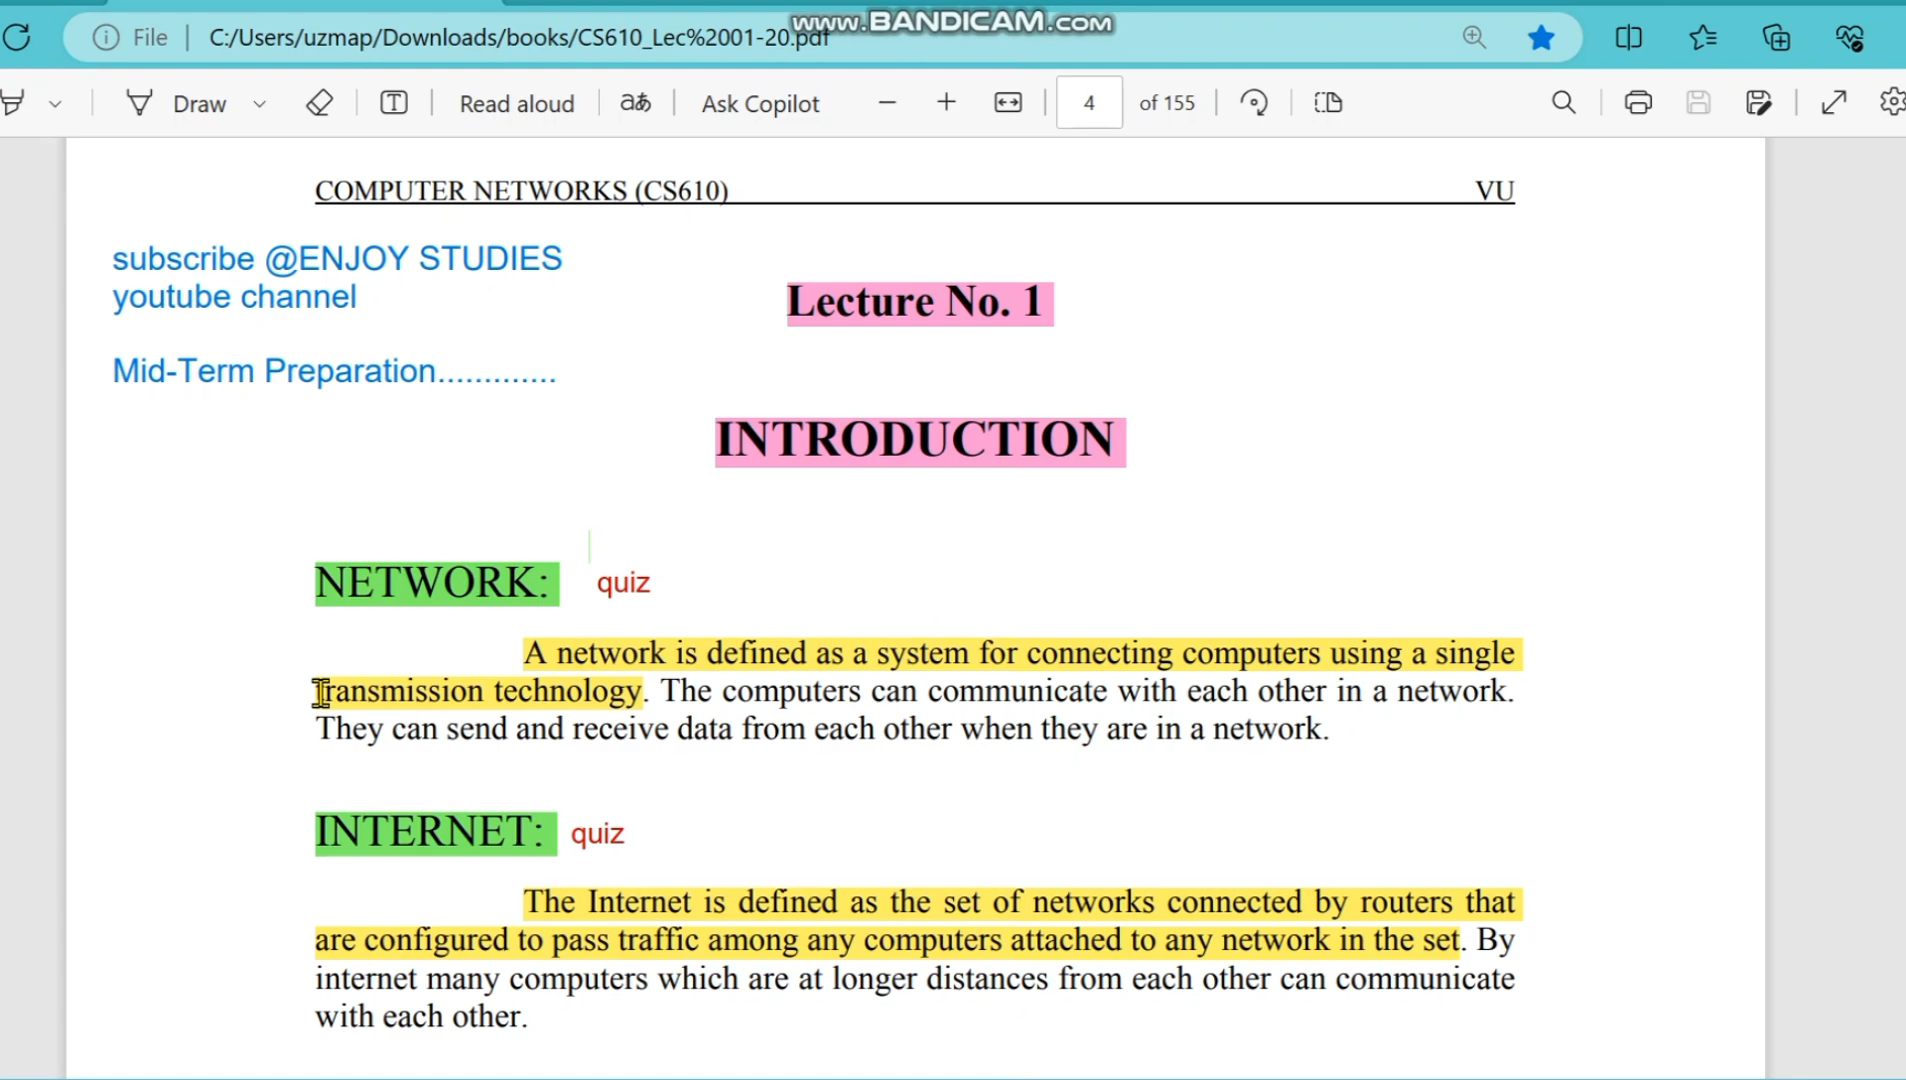 www.BANDICAM.com
File
C:/Users/uzmap/Downloads/books/CS610_Lec%2001-20.pdf
Draw
T
Read aloud
aあ
Ask Copilot
4
of 155
COMPUTER NETWORKS (CS610) VU
subscribe @ENJOY STUDIES
youtube channel
Lecture No. 1
Mid-Term Preparation.............
INTRODUCTION
NETWORK: quiz
A network is defined as a system for connecting computers using a single
transmission technology. The computers can communicate with each other in a network.
They can send and receive data from each other when they are in a network.
INTERNET: quiz
The Internet is defined as the set of networks connected by routers that
are configured to pass traffic among any computers attached to any network in the set. By
internet many computers which are at longer distances from each other can communicate
with each other.